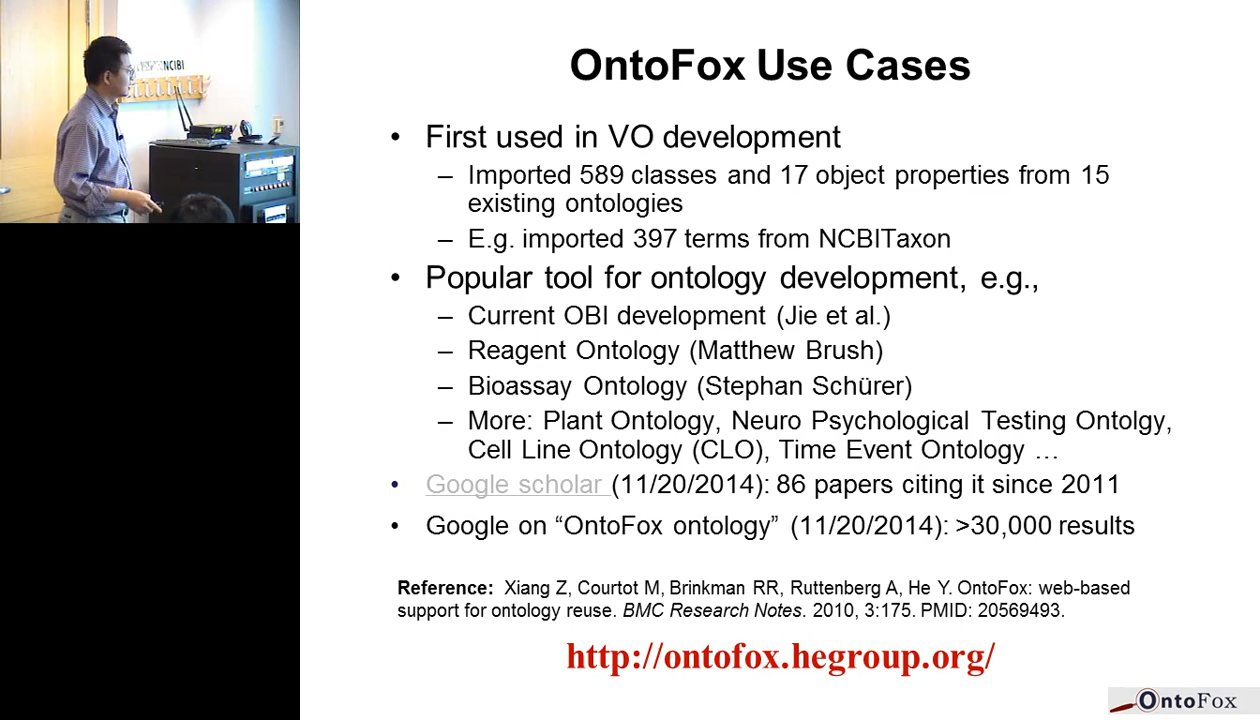 NCIBI
OntoFox Use Cases
• First used in VO development
– Imported 589 classes and 17 object properties from 15
existing ontologies
– E.g. imported 397 terms from NCBITaxon
• Popular tool for ontology development, e.g.,
– Current OBI development (Jie et al.)
– Reagent Ontology (Matthew Brush)
– Bioassay Ontology (Stephan Schürer)
– More: Plant Ontology, Neuro Psychological Testing Ontolgy,
Cell Line Ontology (CLO), Time Event Ontology …
• Google scholar (11/20/2014): 86 papers citing it since 2011
• Google on “OntoFox ontology” (11/20/2014): >30,000 results
Reference: Xiang Z, Courtot M, Brinkman RR, Ruttenberg A, He Y. OntoFox: web-based
support for ontology reuse. BMC Research Notes. 2010, 3:175. PMID: 20569493.
http://ontofox.hegroup.org/
OntoFox